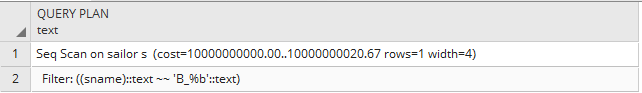 QUERY PLAN
text
1 Seq Scan on sailor s (cost=10000000000.00..10000000020.67 rows=1 width=4)
2 Filter: ((sname)::text ~~ 'B_%b'::text)